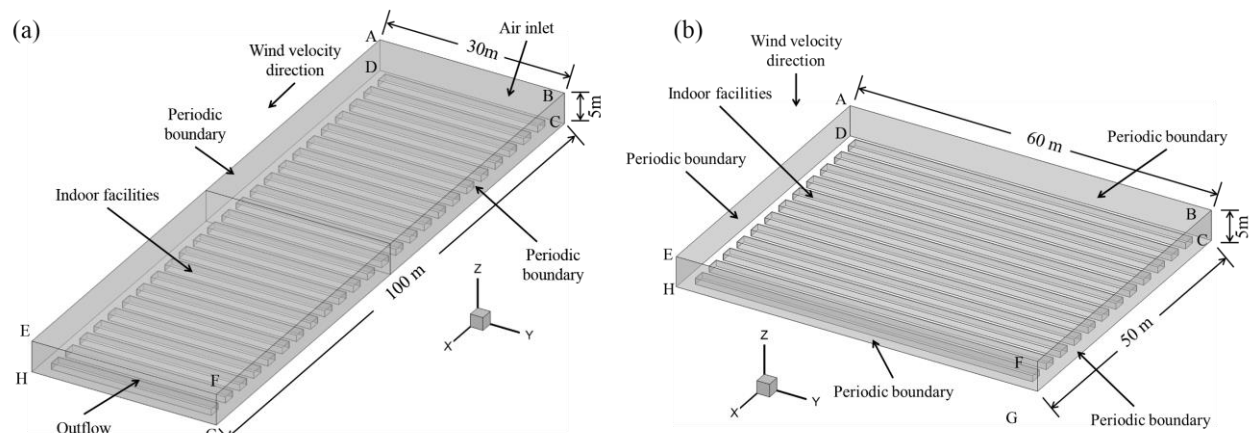 (a)
A
30m
Air inlet
Wind velocity
direction
D
B
C
5m
Periodic
boundary
Indoor facilities
Periodic
boundary
100 m
Z
X
Y
E
H
F
Outflow
(b)
Wind velocity
direction
A
Indoor facilities
D
60 m
Periodic boundary
Periodic boundary
B
C
5m
E
H
50 m
Z
X
Y
F
Periodic boundary
G
Periodic boundary